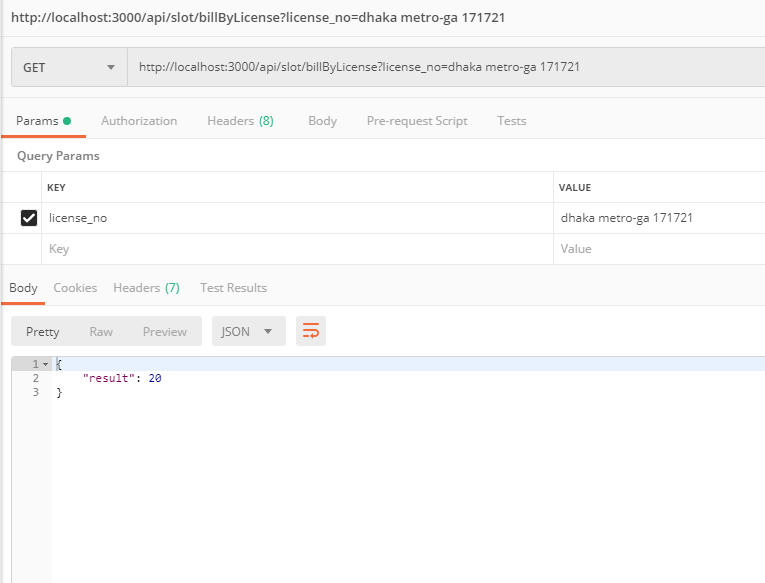 http://localhost:3000/api/slot/billByLicense?license_no=dhaka metro-ga 171721
GET http://localhost:3000/api/slot/billByLicense?license_no=dhaka metro-ga 171721
Params Authorization Headers (8) Body Pre-request Script Tests
Query Params
KEY VALUE
license_no dhaka metro-ga 171721
Key Value
Body Cookies Headers (7) Test Results
Pretty Raw Preview JSON
1 {
2 "result": 20
3 }